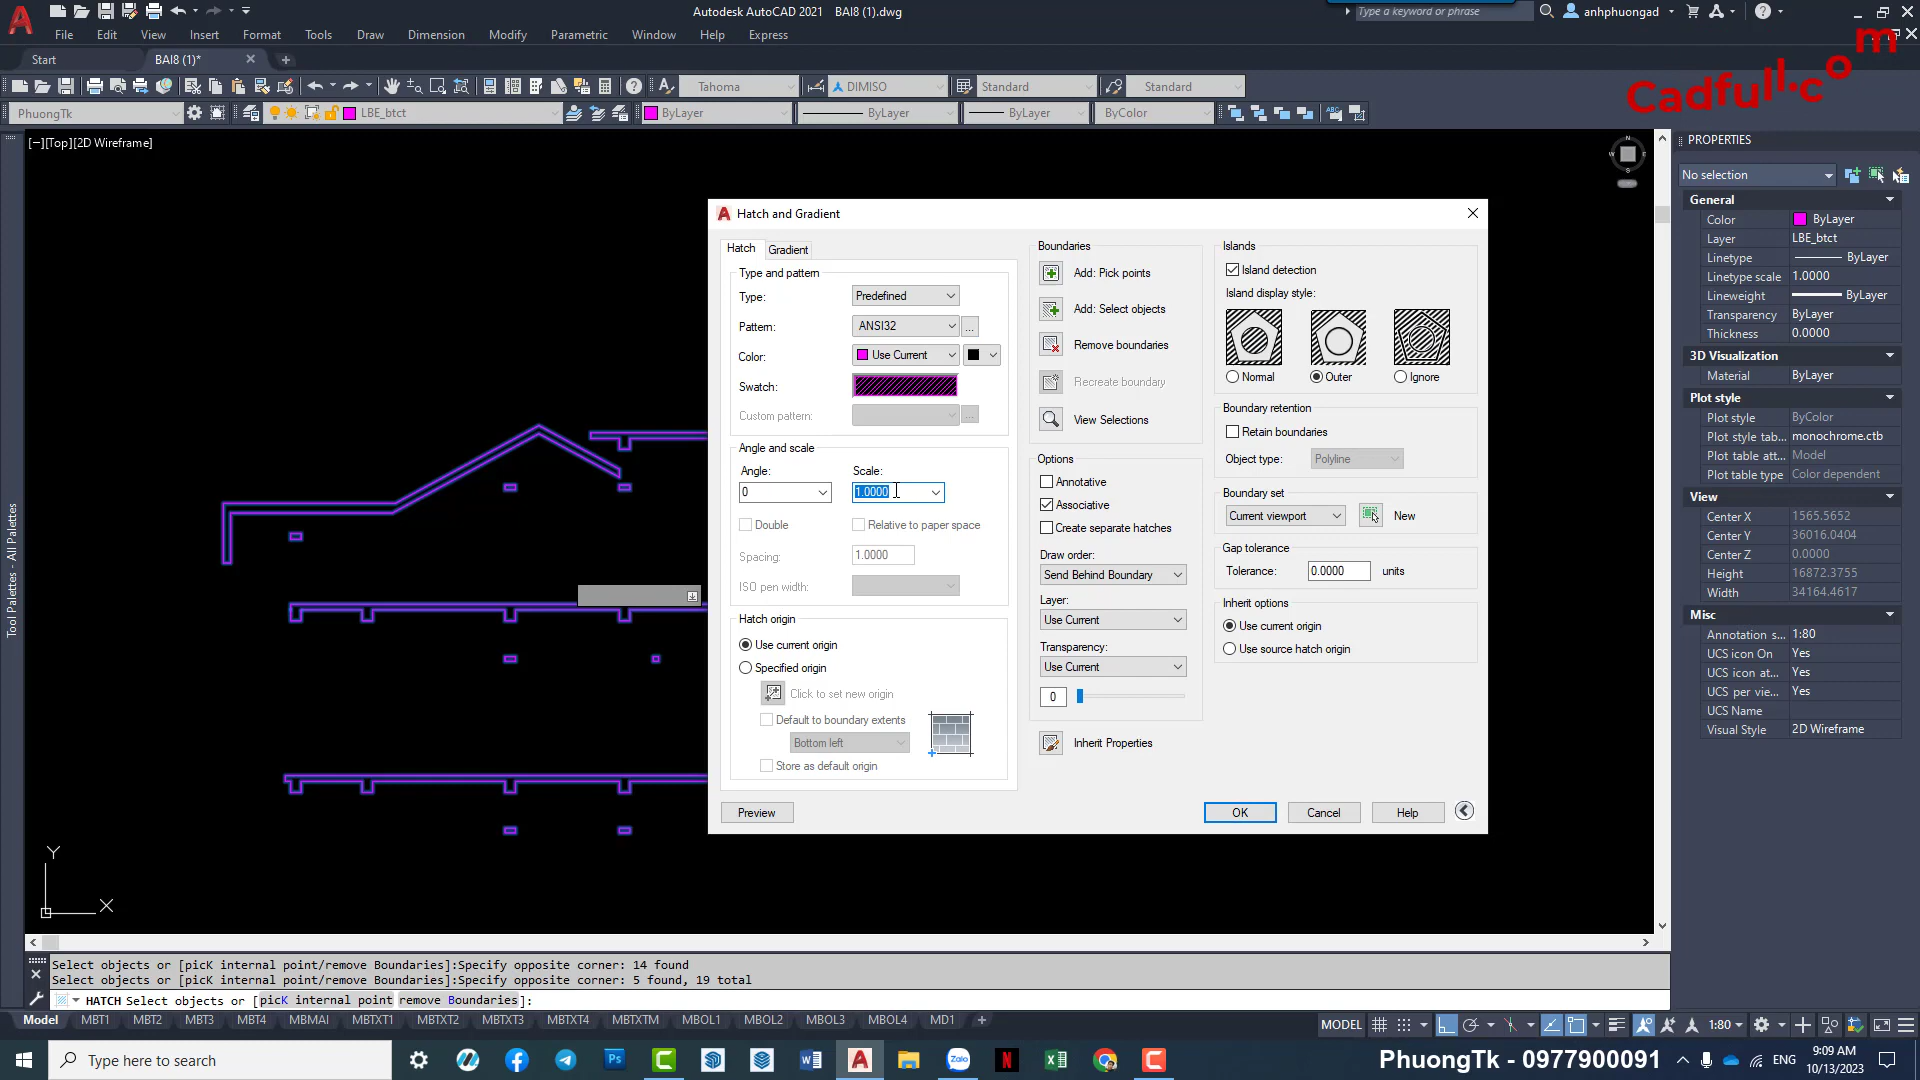 Autodesk AutoCAD 2021 BAI8 (1).dwg
Type a keyword or phrase
anhphuongad
File Edit View Insert Format Tools Draw Dimension Modify Parametric Window Help Express
Start BAI8 (1)*
Cadfull.com
Tahoma DIMISO Standard Standard
PhuongTk LBE_btct ByLayer ByLayer ByLayer ByColor
[−][Top][2D Wireframe]
Tool Palettes - All Palettes
N
W
E
S
Hatch and Gradient
Hatch Gradient
Type and pattern
Type: Predefined
Pattern: ANSI32 ...
Color: Use Current
Swatch:
Custom pattern: ...
Angle and scale
Angle: Scale:
0 1.0000
Double Relative to paper space
Spacing: 1.0000
ISO pen width:
Hatch origin
Use current origin
Specified origin
Click to set new origin
Default to boundary extents
Bottom left
Store as default origin
Preview
Boundaries
Add: Pick points
Add: Select objects
Remove boundaries
Recreate boundary
View Selections
Options
Annotative
Associative
Create separate hatches
Draw order:
Send Behind Boundary
Layer:
Use Current
Transparency:
Use Current
0
Inherit Properties
Islands
Island detection
Island display style:
Normal Outer Ignore
Boundary retention
Retain boundaries
Object type: Polyline
Boundary set
Current viewport New
Gap tolerance
Tolerance: 0.0000 units
Inherit options
Use current origin
Use source hatch origin
OK Cancel Help
PROPERTIES
No selection
General
Color ByLayer
Layer LBE_btct
Linetype ByLayer
Linetype scale 1.0000
Lineweight ByLayer
Transparency ByLayer
Thickness 0.0000
3D Visualization
Material ByLayer
Plot style
Plot style ByColor
Plot style tab... monochrome.ctb
Plot table att... Model
Plot table type Color dependent
View
Center X 1565.5652
Center Y 36016.0404
Center Z 0.0000
Height 16872.3755
Width 34164.4617
Misc
Annotation s... 1:80
UCS icon On Yes
UCS icon at... Yes
UCS per vie... Yes
UCS Name
Visual Style 2D Wireframe
Y
X
Select objects or [picK internal point/remove Boundaries]:Specify opposite corner: 14 found
Select objects or [picK internal point/remove Boundaries]:Specify opposite corner: 5 found, 19 total
HATCH Select objects or [picK internal point remove Boundaries]:
Model MBT1 MBT2 MBT3 MBT4 MBMAI MBTXT1 MBTXT2 MBTXT3 MBTXT4 MBTXTM MBOL1 MBOL2 MBOL3 MBOL4 MD1
MODEL 1:80
Type here to search
Ps
Zalo
N
PhuongTk - 0977900091
ENG
9:09 AM
10/13/2023